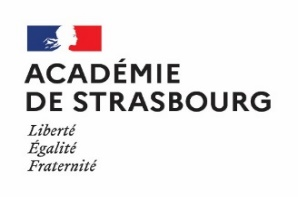 ACADÉMIE
DE STRASBOURG
Liberté
Égalité
Fraternité